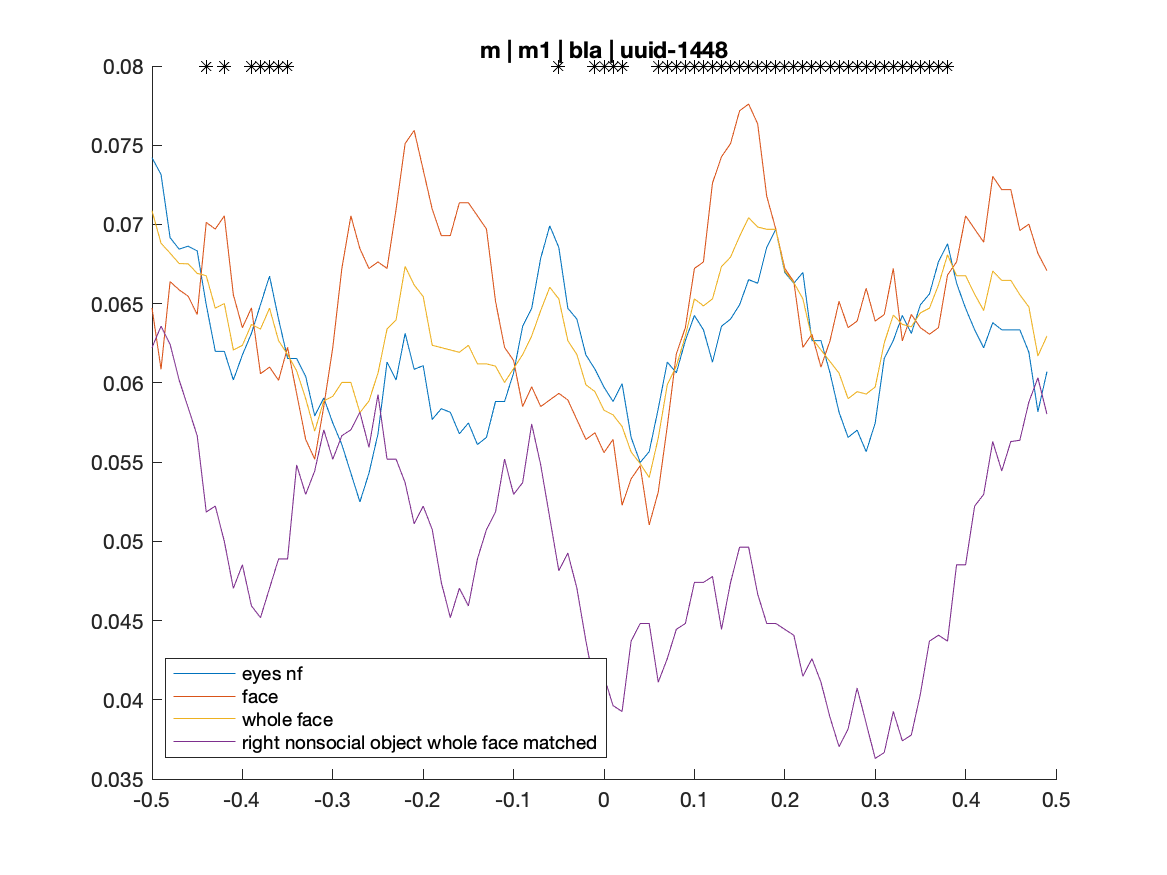 m | m1 | bla | uuid-1448
0.08
0.075
0.07
0.065
0.06
0.055
0.05
0.045
0.04
0.035
eyes nf
face
whole face
right nonsocial object whole face matched
-0.5 -0.4 -0.3 -0.2 -0.1 0 0.1 0.2 0.3 0.4 0.5